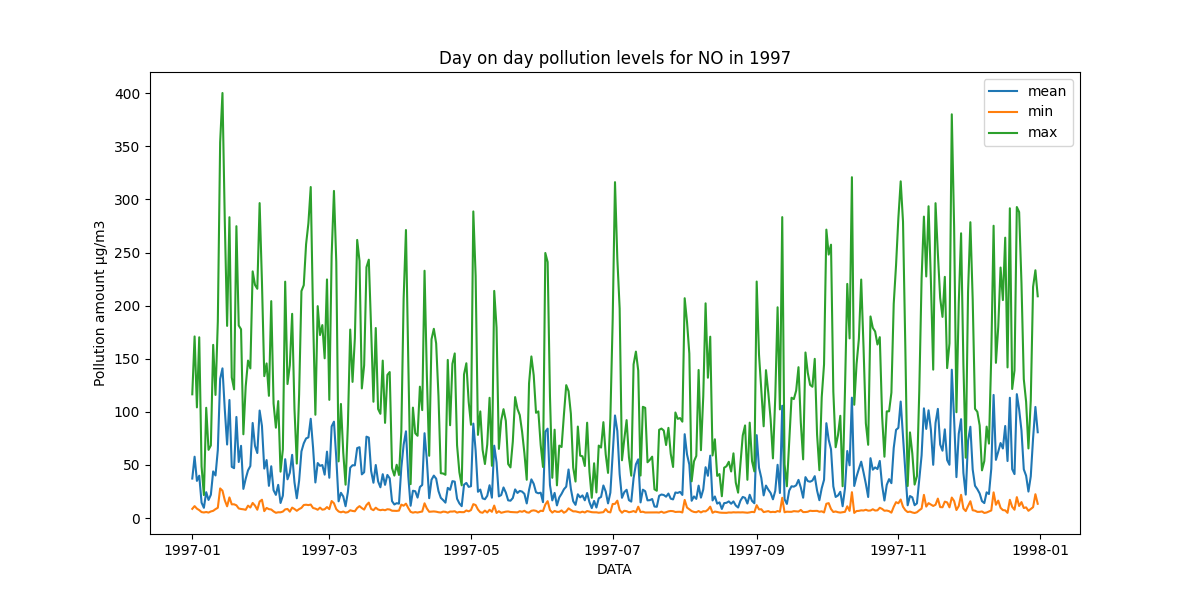 Day on day pollution levels for NO in 1997
Pollution amount µg/m3
400
350
300
250
200
150
100
50
0
mean
min
max
1997-01
1997-03
1997-05
1997-07
1997-09
1997-11
1998-01
DATA